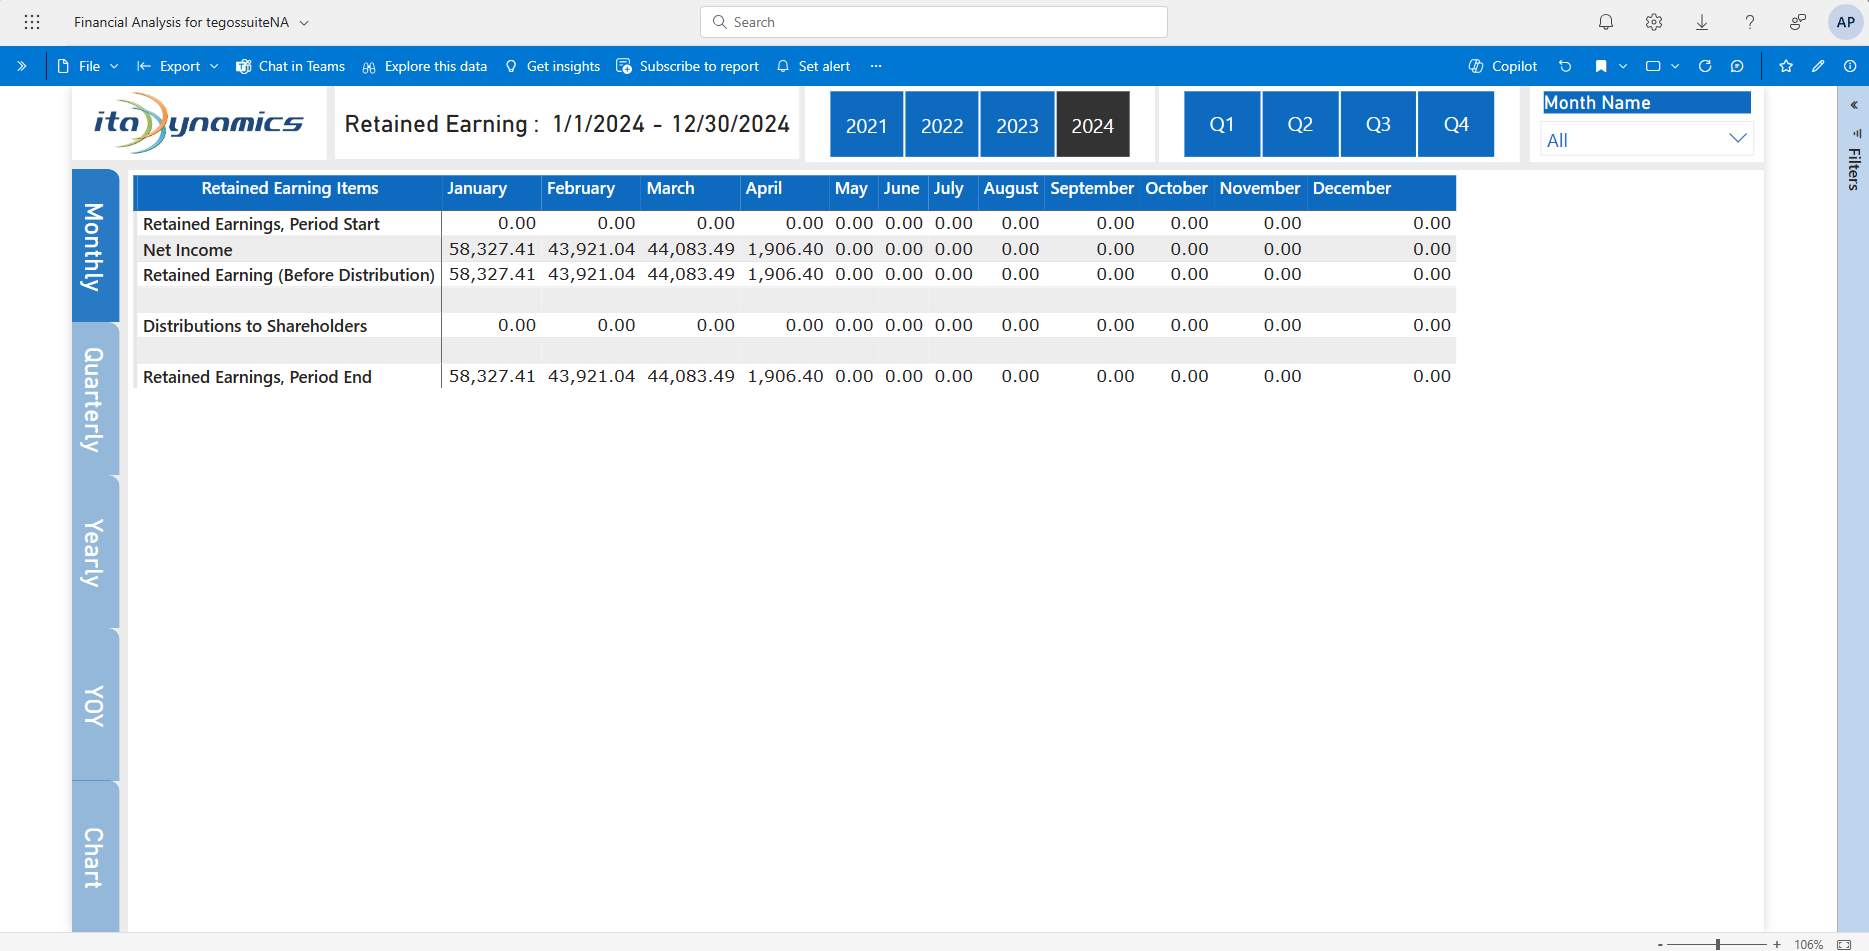 Financial Analysis for tegossuiteNA
Search
AP
File Export Chat in Teams Explore this data Get insights Subscribe to report Set alert ··· Copilot
itaDynamics
Retained Earning : 1/1/2024 - 12/30/2024
2021 2022 2023 2024
Q1 Q2 Q3 Q4
Month Name
All
Filters
Monthly
Quarterly
Yearly
YOY
Chart
Retained Earning Items January February March April May June July August September October November December
Retained Earnings, Period Start 0.00 0.00 0.00 0.00 0.00 0.00 0.00 0.00 0.00 0.00 0.00 0.00
Net Income 58,327.41 43,921.04 44,083.49 1,906.40 0.00 0.00 0.00 0.00 0.00 0.00 0.00 0.00
Retained Earning (Before Distribution) 58,327.41 43,921.04 44,083.49 1,906.40 0.00 0.00 0.00 0.00 0.00 0.00 0.00 0.00
Distributions to Shareholders 0.00 0.00 0.00 0.00 0.00 0.00 0.00 0.00 0.00 0.00 0.00 0.00
Retained Earnings, Period End 58,327.41 43,921.04 44,083.49 1,906.40 0.00 0.00 0.00 0.00 0.00 0.00 0.00 0.00
- + 106%